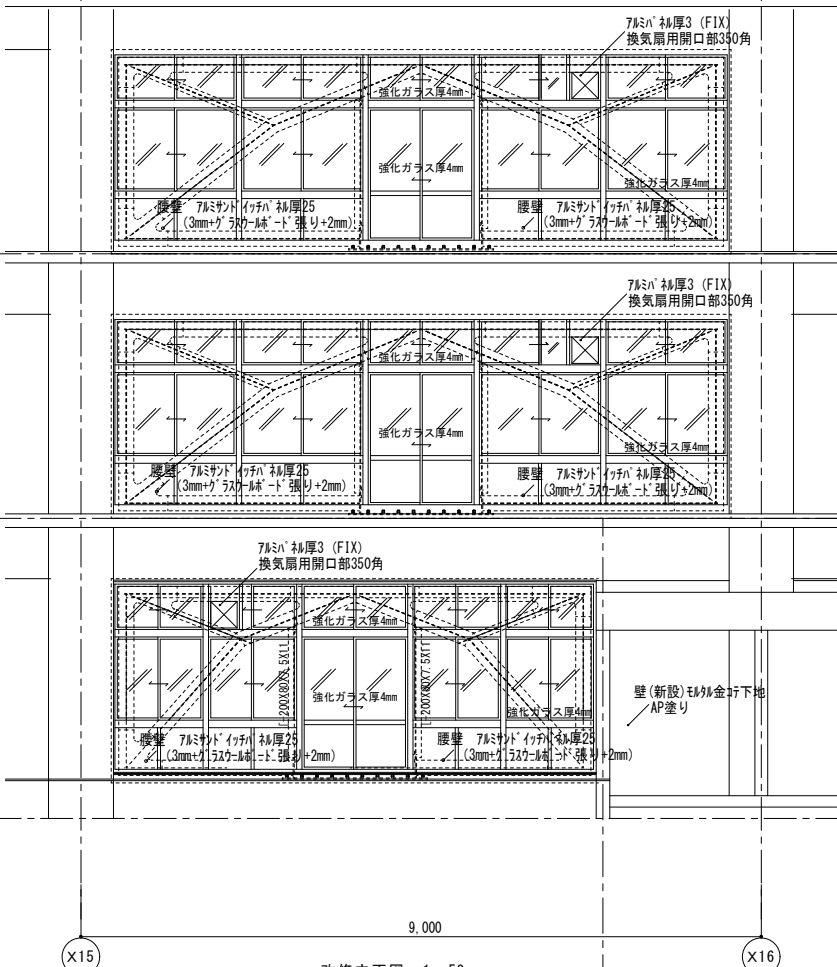 アルミパネル厚3 (FIX)
換気扇用開口部350角
強化ガラス厚4mm
強化ガラス厚4mm
強化ガラス厚4mm
腰壁 アルミサンドイッチパネル厚25
(3mm+グラスウールボード張り+2mm)
腰壁 アルミサンドイッチパネル厚25
(3mm+グラスウールボード張り+2mm)
アルミパネル厚3 (FIX)
換気扇用開口部350角
強化ガラス厚4mm
強化ガラス厚4mm
強化ガラス厚4mm
腰壁 アルミサンドイッチパネル厚25
(3mm+グラスウールボード張り+2mm)
腰壁 アルミサンドイッチパネル厚25
(3mm+グラスウールボード張り+2mm)
アルミパネル厚3 (FIX)
換気扇用開口部350角
強化ガラス厚4mm
強化ガラス厚4mm
強化ガラス厚4mm
[-200X80X7.5X11
[-200X80X7.5X11
壁(新設)モルタル金コテ下地
AP塗り
腰壁 アルミサンドイッチパネル厚25
(3mm+グラスウールボード張り+2mm)
腰壁 アルミサンドイッチパネル厚25
(3mm+グラスウールボード張り+2mm)
9,000
X15
X16